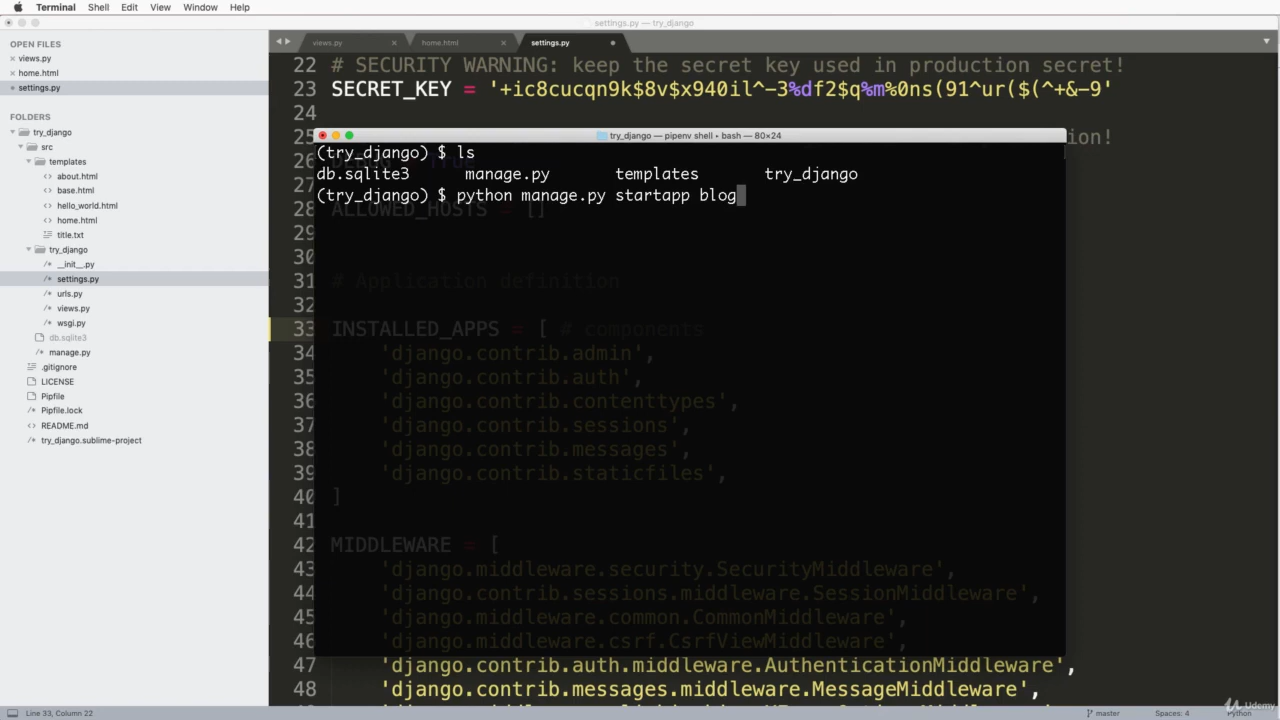 Terminal Shell Edit View Window Help
settings.py — try_django
OPEN FILES
views.py
home.html
settings.py
FOLDERS
try_django
src
templates
about.html
base.html
hello_world.html
home.html
title.txt
try_django
__init__.py
settings.py
urls.py
views.py
wsgi.py
db.sqlite3
manage.py
.gitignore
LICENSE
Pipfile
Pipfile.lock
README.md
try_django.sublime-project
views.py home.html settings.py
22 # SECURITY WARNING: keep the secret key used in production secret!
23 SECRET_KEY = '+ic8cucqn9k$8v$x940il^-3%df2$q%m%0ns(91^ur($(^+&-9'
24
25
try_django — pipenv shell ▸ bash — 80×24
(try_django) $ ls
db.sqlite3 manage.py templates try_django
(try_django) $ python manage.py startapp blog
26
28 ALLOWED_HOSTS = []
29
30
31 # Application definition
32
33 INSTALLED_APPS = [ # components
34 'django.contrib.admin',
35 'django.contrib.auth',
36 'django.contrib.contenttypes',
37 'django.contrib.sessions',
38 'django.contrib.messages',
39 'django.contrib.staticfiles',
40 ]
41
42 MIDDLEWARE = [
43 'django.middleware.security.SecurityMiddleware',
44 'django.contrib.sessions.middleware.SessionMiddleware',
45 'django.middleware.common.CommonMiddleware',
46 'django.middleware.csrf.CsrfViewMiddleware',
47 'django.contrib.auth.middleware.AuthenticationMiddleware',
48 'django.contrib.messages.middleware.MessageMiddleware',
Line 33, Column 22
master
Spaces: 4
Python
Udemy